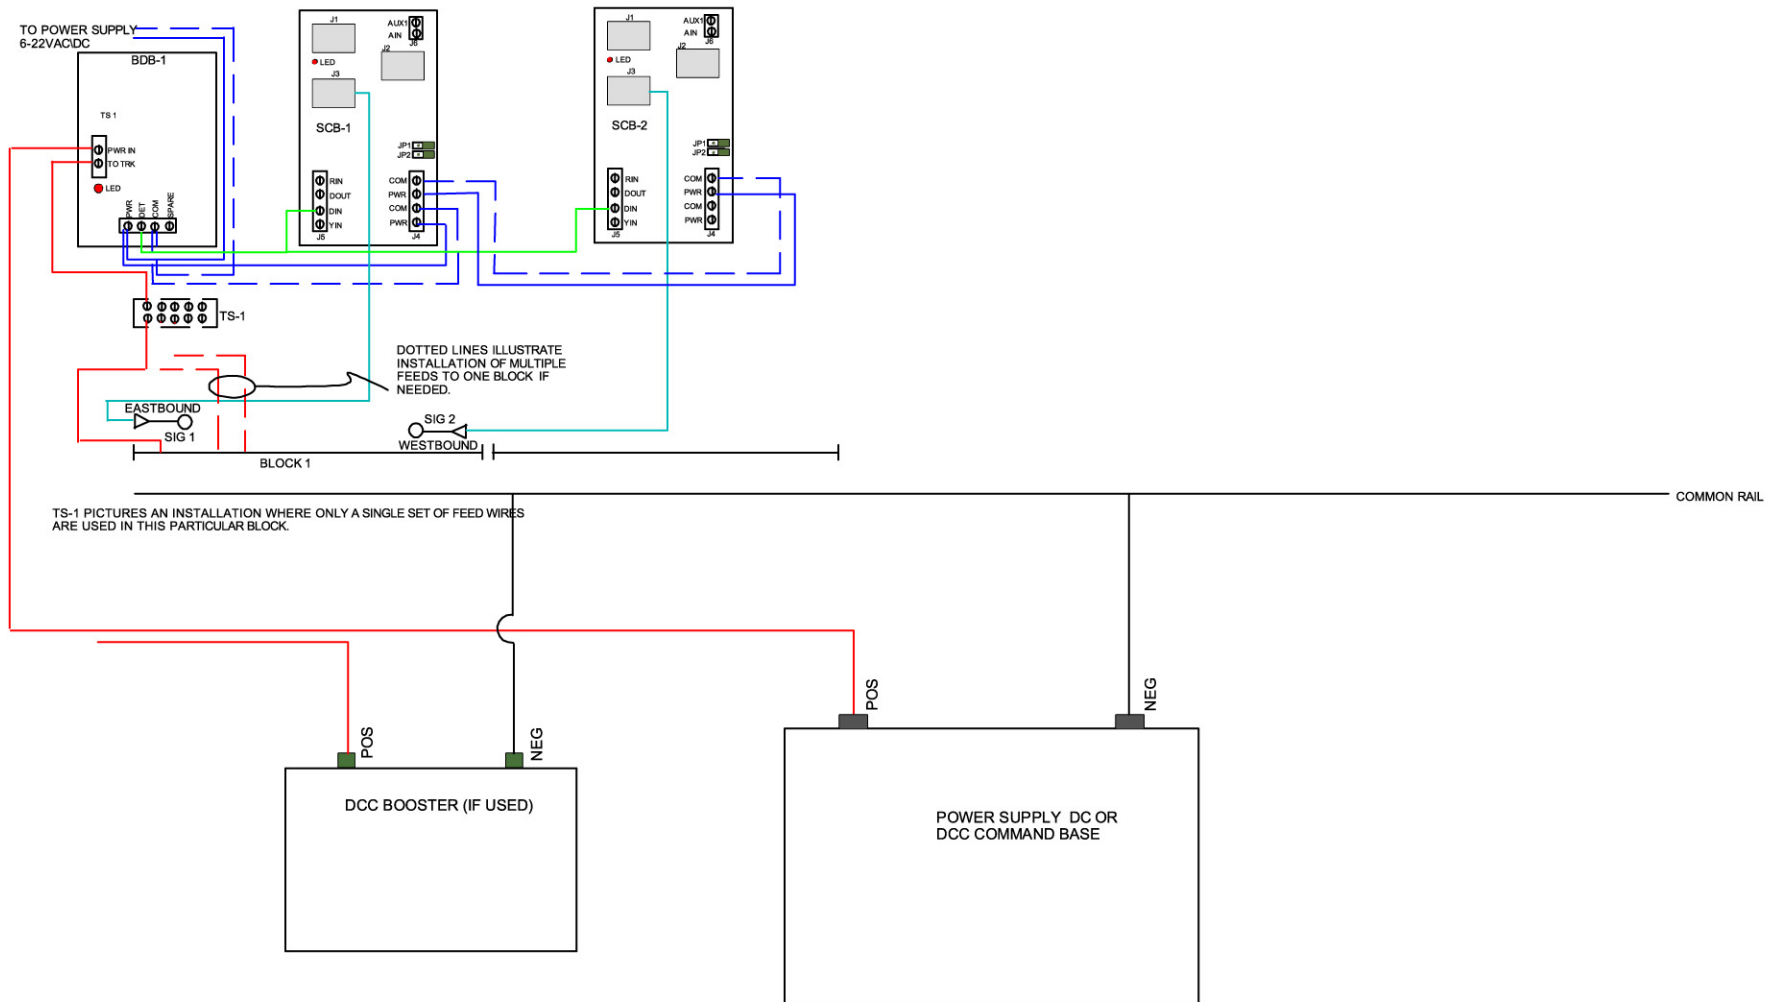 TO POWER SUPPLY
6-22VAC\DC
BDB-1
TS 1
PWR IN
TO TRK
LED
PWR
DET
COM
SPARE
J1
AUX1
AIN
J6
J2
LED
J3
SCB-1
JP1
JP2
RIN
DOUT
DIN
YIN
J5
COM
PWR
COM
PWR
J4
J1
AUX1
AIN
J6
J2
LED
J3
SCB-2
JP1
JP2
RIN
DOUT
DIN
YIN
J5
COM
PWR
COM
PWR
J4
TS-1
DOTTED LINES ILLUSTRATE
INSTALLATION OF MULTIPLE
FEEDS TO ONE BLOCK IF
NEEDED.
EASTBOUND
SIG 1
SIG 2
WESTBOUND
BLOCK 1
COMMON RAIL
TS-1 PICTURES AN INSTALLATION WHERE ONLY A SINGLE SET OF FEED WIRES
ARE USED IN THIS PARTICULAR BLOCK.
POS
NEG
DCC BOOSTER (IF USED)
POS
NEG
POWER SUPPLY DC OR
DCC COMMAND BASE